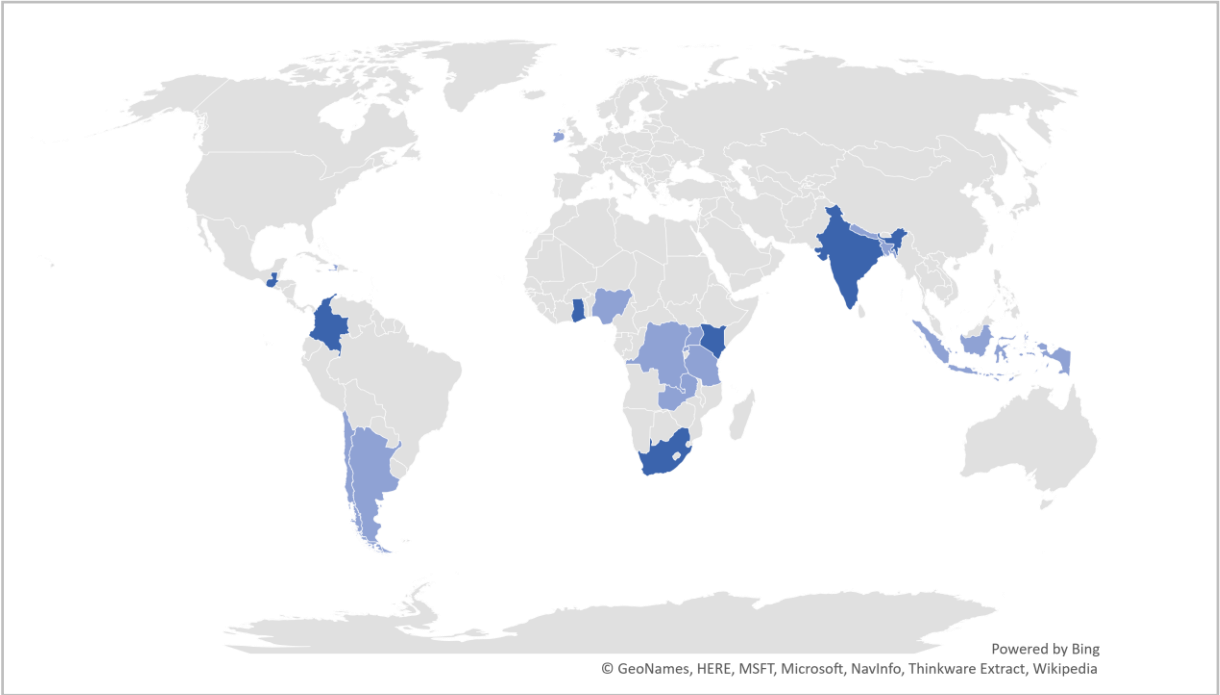 Powered by Bing
© GeoNames, HERE, MSFT, Microsoft, NavInfo, Thinkware Extract, Wikipedia